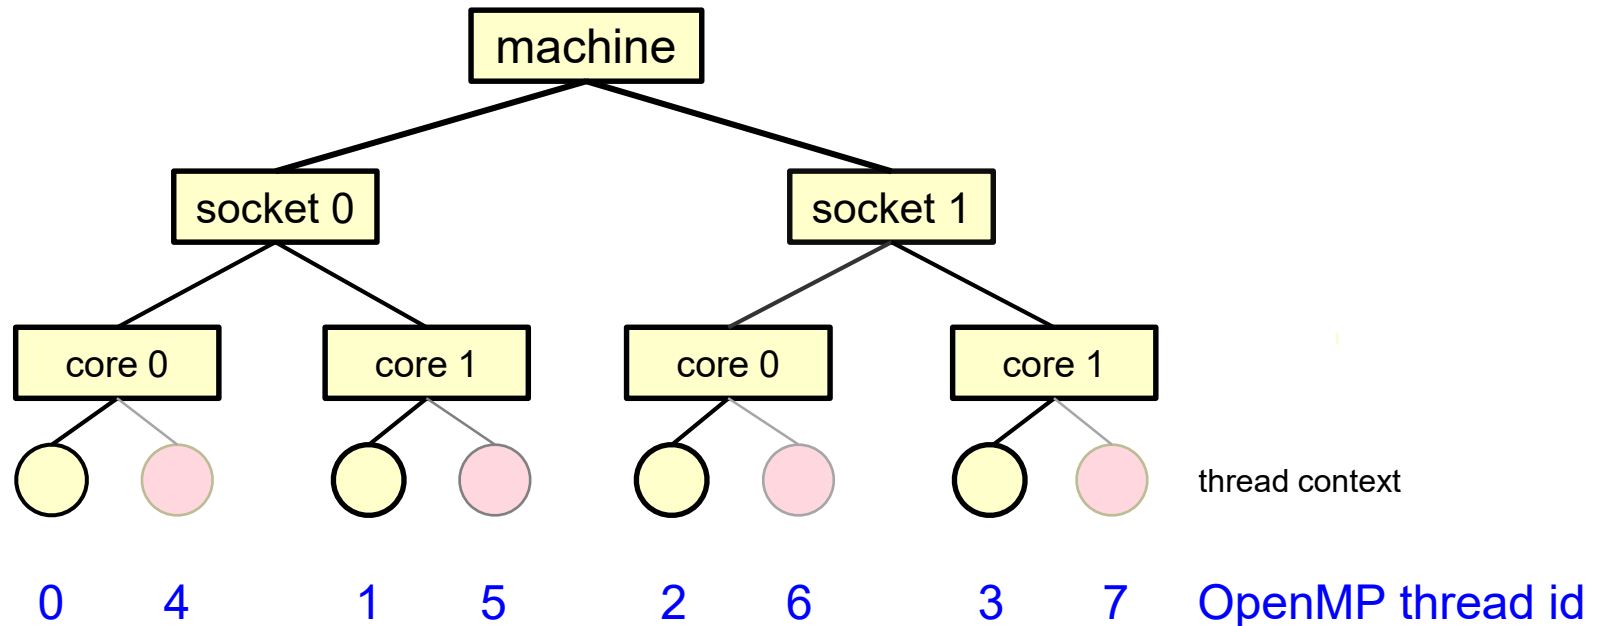 machine
socket 0 socket 1
core 0 core 1 core 0 core 1
thread context
0 4 1 5 2 6 3 7 OpenMP thread id